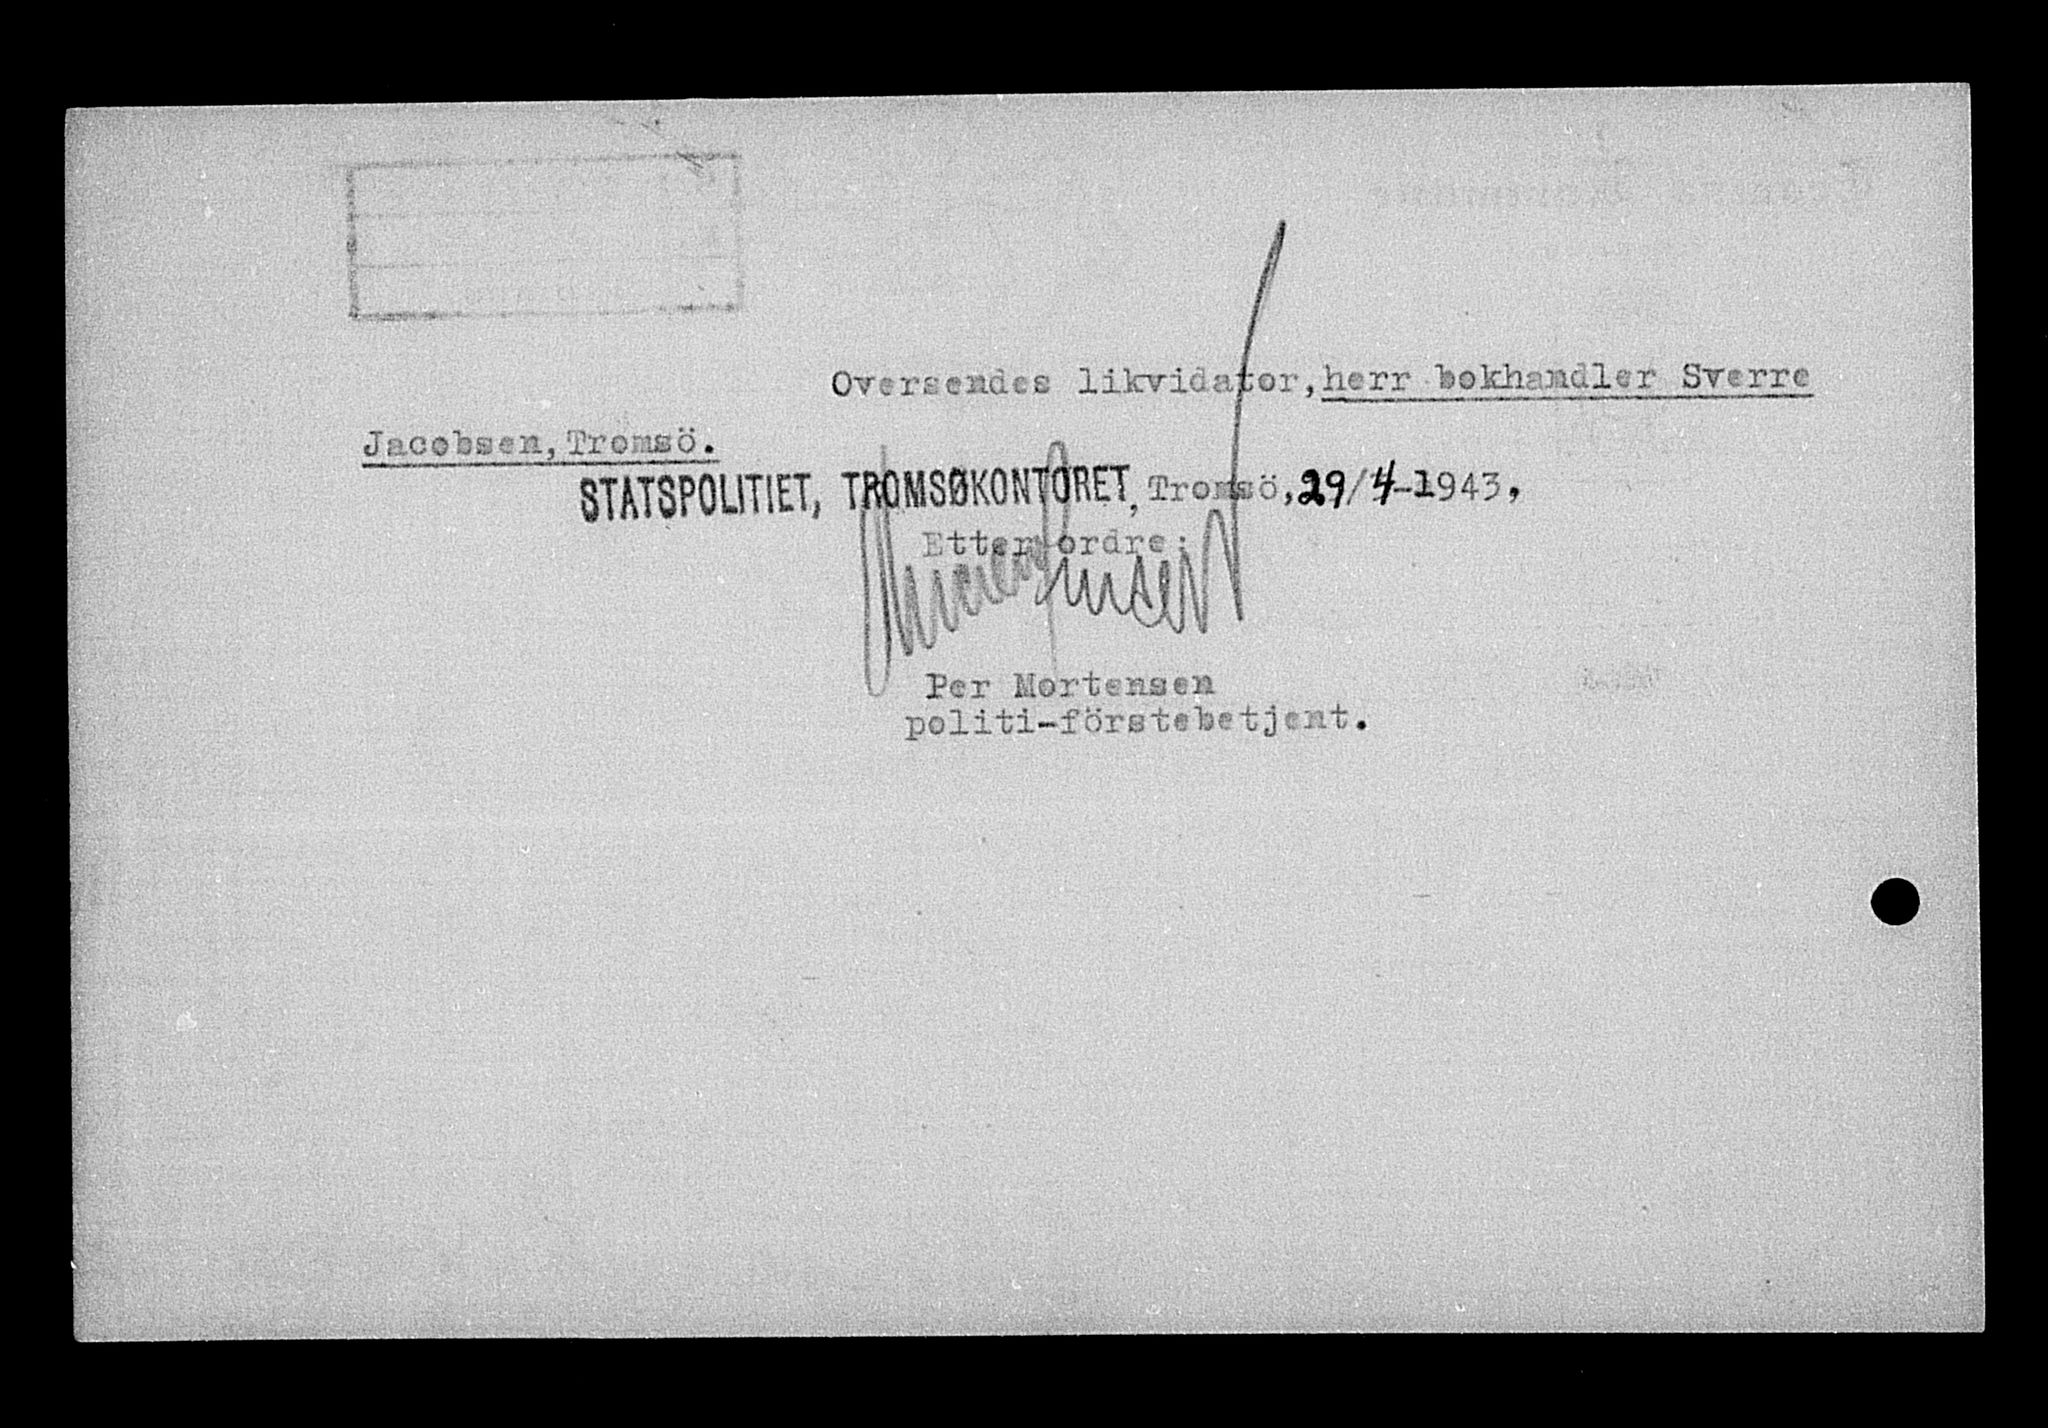 Oversendes likvidator, herr bokhandler Sverre
Jacobsen, Tromsö.
STATSPOLITIET, TROMSØKONTORET, Tromsö, 29/4-1943,
Etter ordre:
Per Mortensen
politi-förstebetjent.